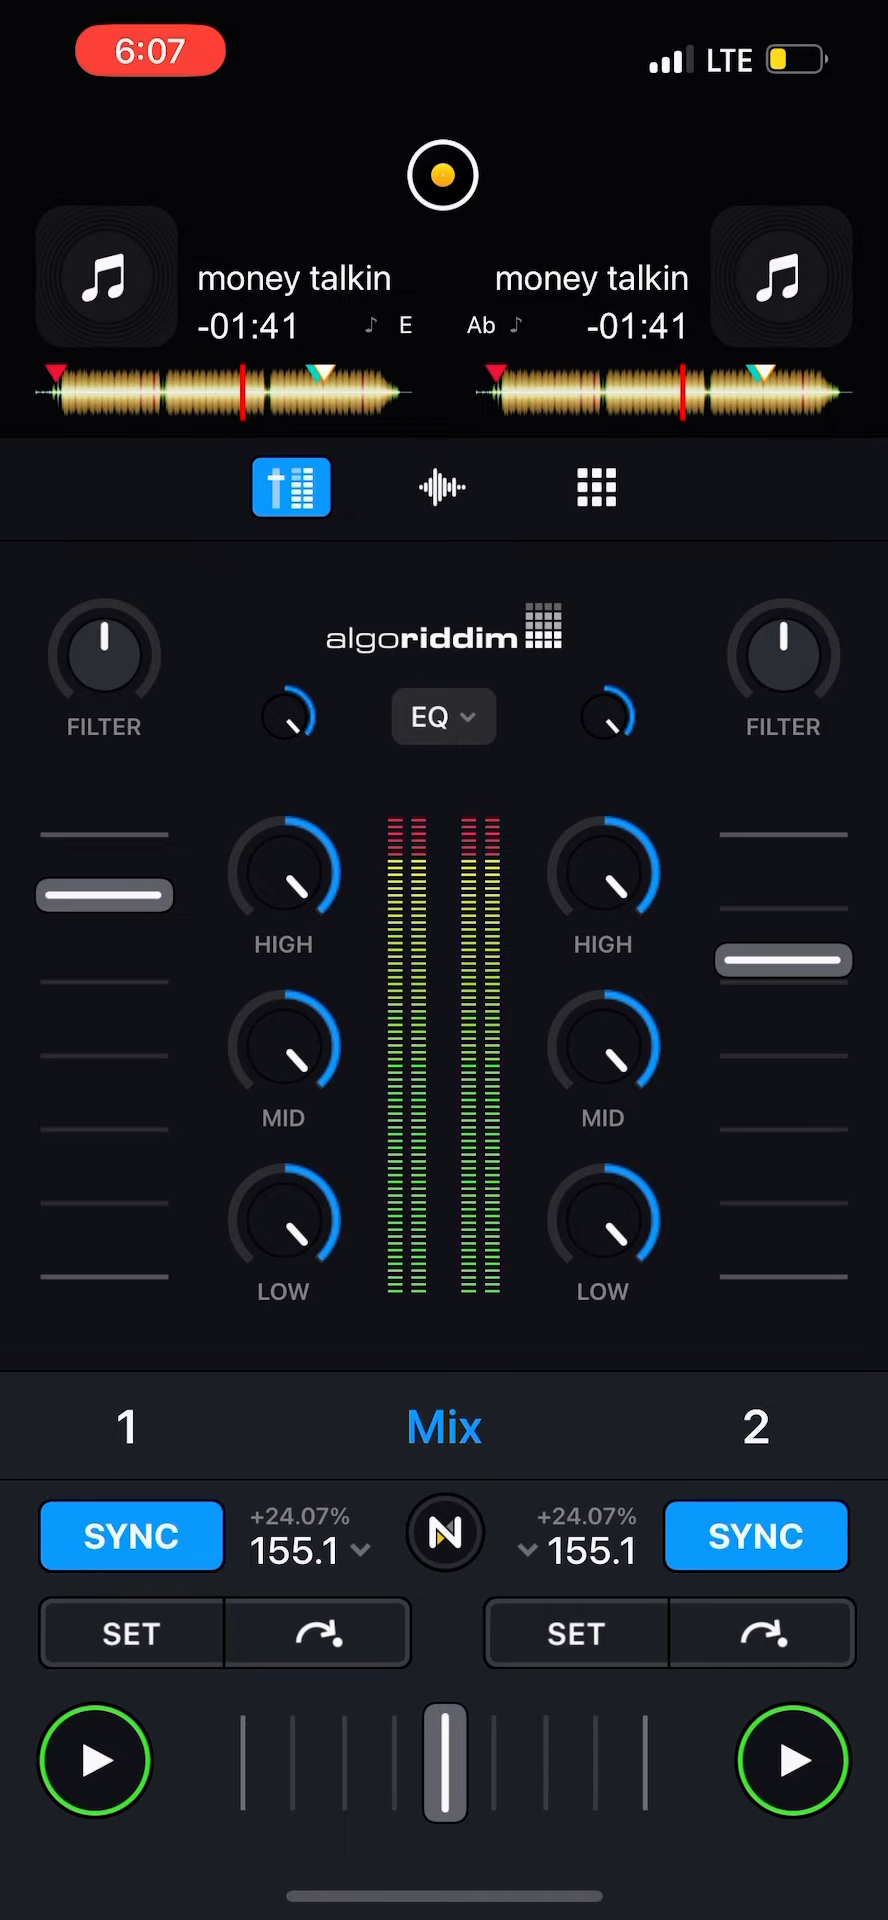 6:07
LTE
money talkin
money talkin
-01:41 E
Ab -01:41
algoriddim
FILTER
EQ
FILTER
HIGH
HIGH
MID
MID
LOW
LOW
1 Mix 2
SYNC
+24.07%
155.1
N
+24.07%
155.1
SYNC
SET
SET